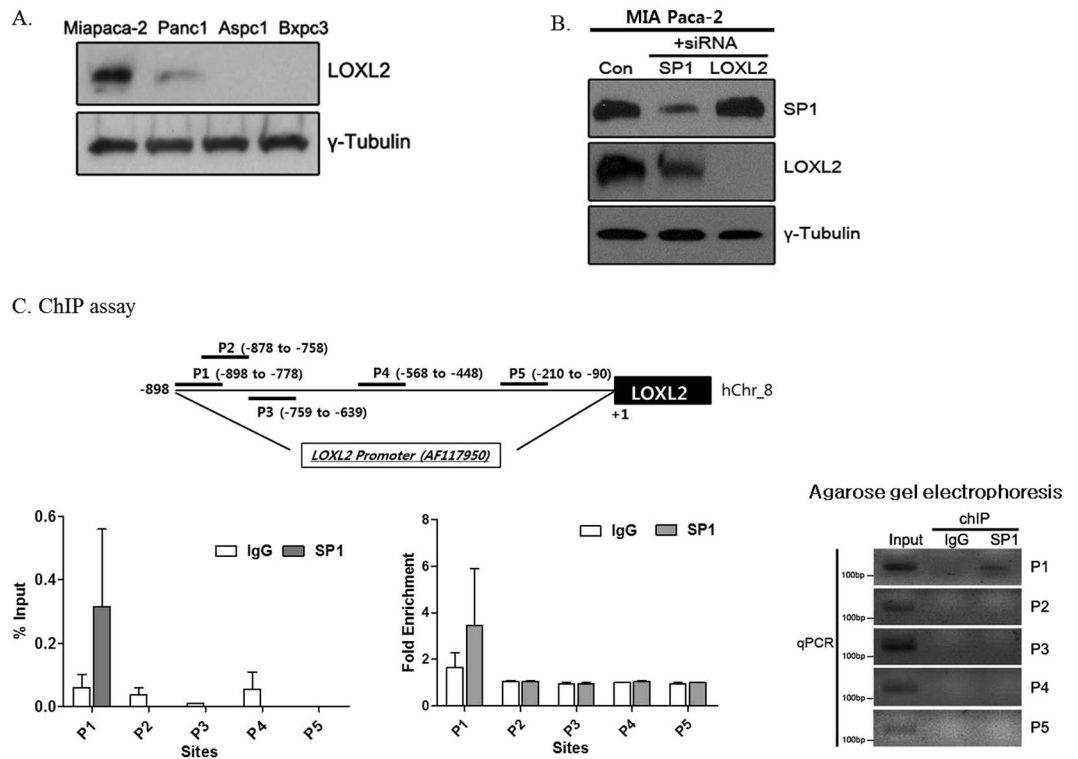 A.
Miapaca-2 Panc1 Aspc1 Bxpc3
LOXL2
γ-Tubulin
B.
MIA Paca-2
+siRNA
Con SP1 LOXL2
SP1
LOXL2
γ-Tubulin
C. ChIP assay
P2 (-878 to -758)
P1 (-898 to -778)
P4 (-568 to -448)
P5 (-210 to -90)
-898
LOXL2
hChr_8
P3 (-759 to -639)
+1
LOXL2 Promoter (AF117950)
% Input
0.6
0.4
0.2
0.0
IgG SP1
P1 P2 P3 P4 P5
Sites
Fold Enrichment
8
6
4
2
0
IgG SP1
P1 P2 P3 P4 P5
Sites
Agarose gel electrophoresis
chIP
Input IgG SP1
qPCR
100bp P1
100bp P2
100bp P3
100bp P4
100bp P5